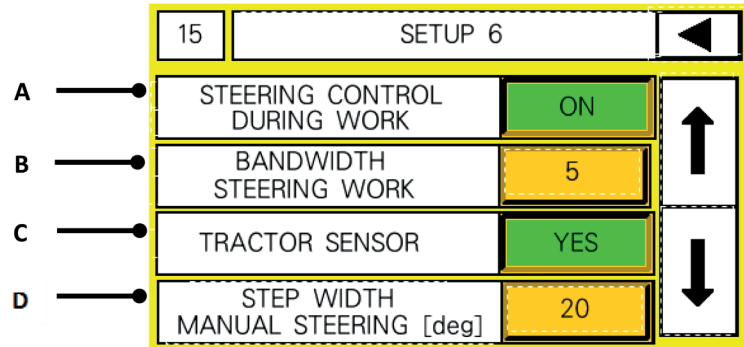 15 SETUP 6
A STEERING CONTROL
DURING WORK ON
B BANDWIDTH
STEERING WORK 5
C TRACTOR SENSOR YES
D STEP WIDTH
MANUAL STEERING [deg] 20